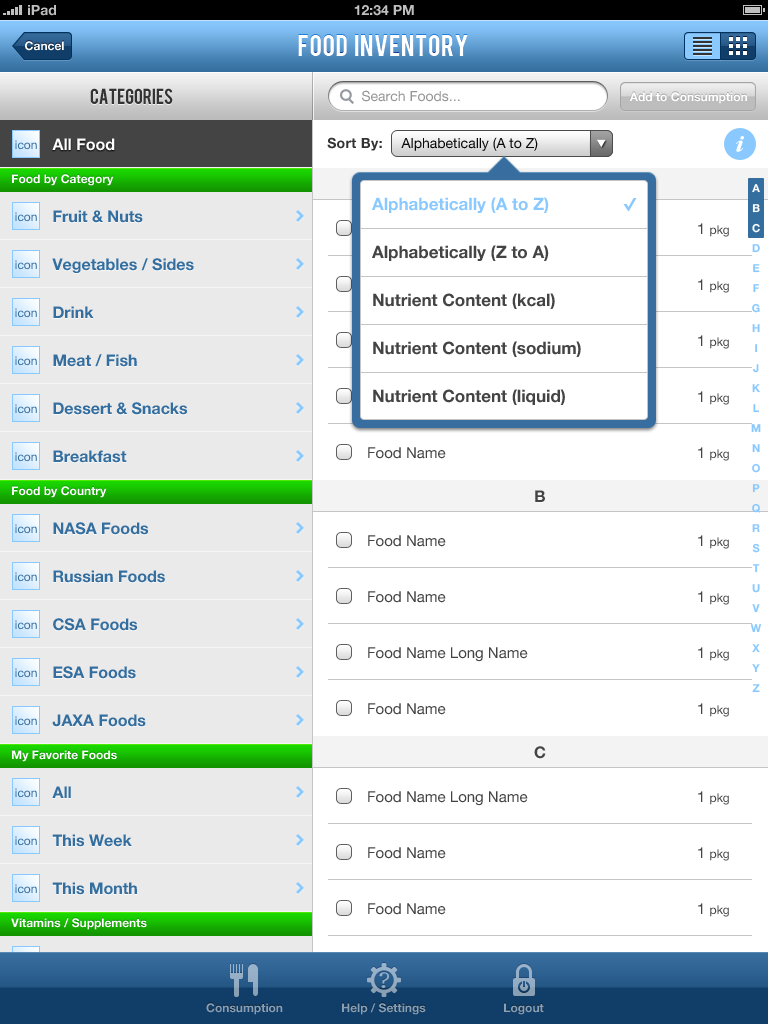 iPad
12:34 PM
Cancel
FOOD INVENTORY
CATEGORIES
Search Foods...
Add to Consumption
icon All Food
Food by Category
icon Fruit & Nuts
icon Vegetables / Sides
icon Drink
icon Meat / Fish
icon Dessert & Snacks
icon Breakfast
Food by Country
icon NASA Foods
icon Russian Foods
icon CSA Foods
icon ESA Foods
icon JAXA Foods
My Favorite Foods
icon All
icon This Week
icon This Month
Vitamins / Supplements
Sort By: Alphabetically (A to Z)
i
Alphabetically (A to Z)
Alphabetically (Z to A)
Nutrient Content (kcal)
Nutrient Content (sodium)
Nutrient Content (liquid)
1 pkg
1 pkg
1 pkg
1 pkg
Food Name 1 pkg
B
Food Name 1 pkg
Food Name 1 pkg
Food Name Long Name 1 pkg
Food Name 1 pkg
C
Food Name Long Name 1 pkg
Food Name 1 pkg
Food Name 1 pkg
A
B
C
D
E
F
G
H
I
J
K
L
M
N
O
P
Q
R
S
T
U
V
W
X
Y
Z
?
Consumption
Help / Settings
Logout